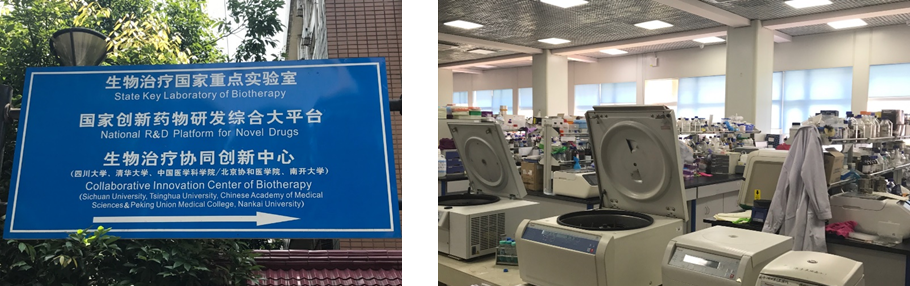 生物治疗国家重点实验室
State Key Laboratory of Biotherapy
国家创新药物研发综合大平台
National R&D Platform for Novel Drugs
生物治疗协同创新中心
(四川大学、清华大学、中国医学科学院/北京协和医学院、南开大学)
Collaborative Innovation Center of Biotherapy
(Sichuan University, Tsinghua University, Chinese Academy of Medical
Sciences & Peking Union Medical College, Nankai University)